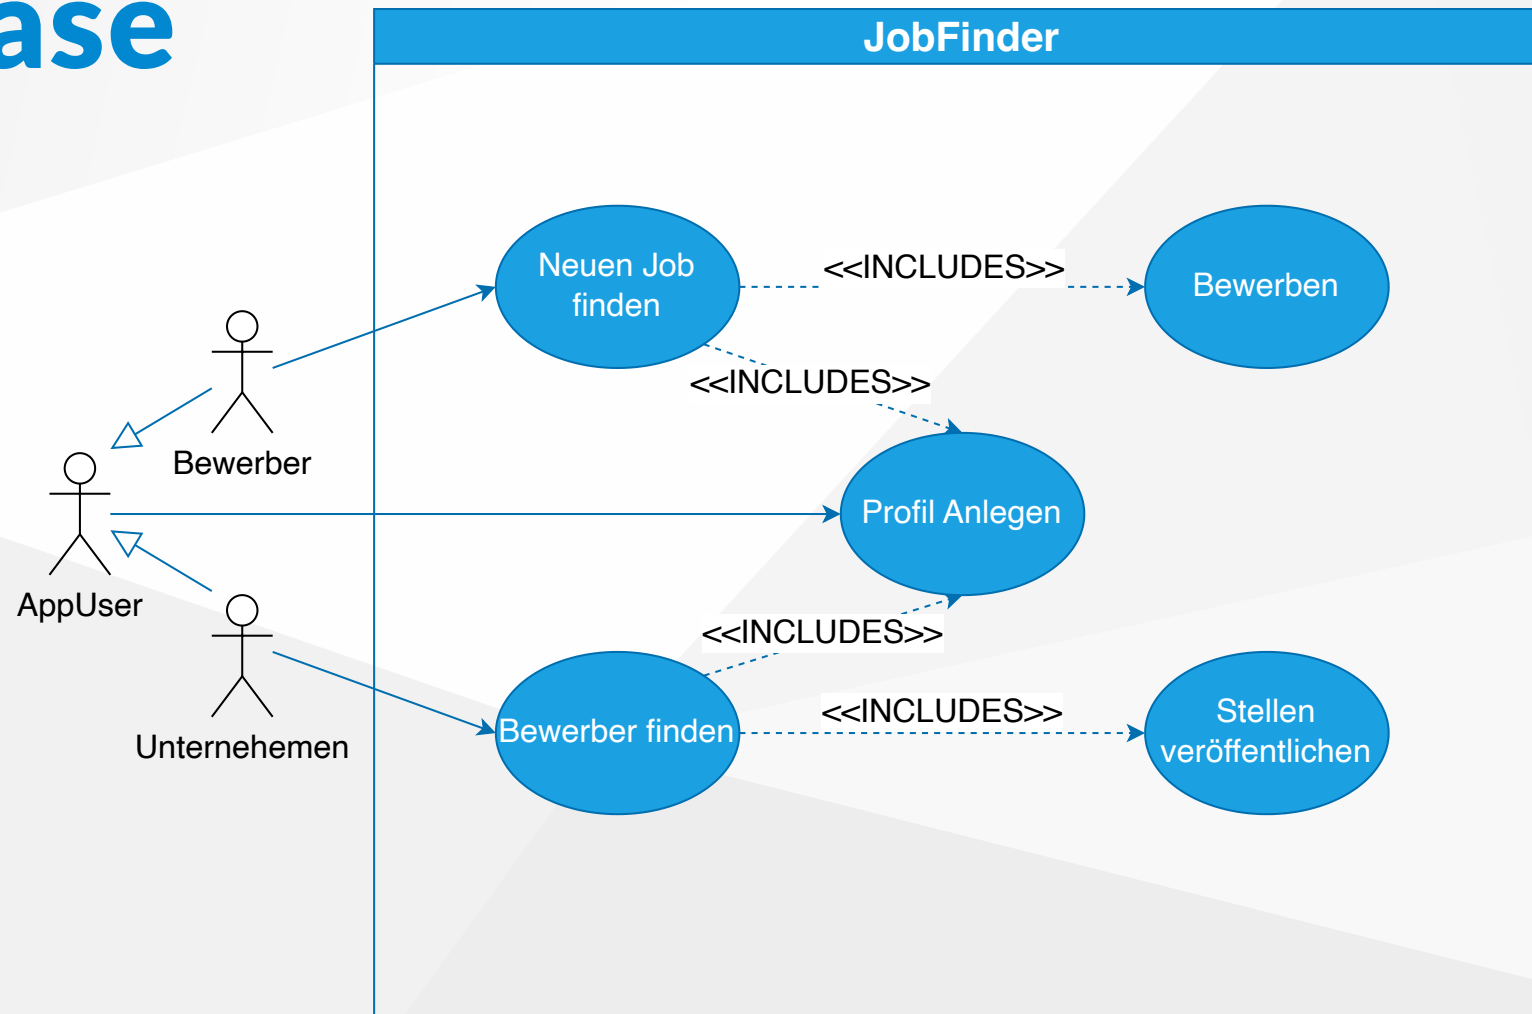 ase
JobFinder
Neuen Job
finden
<<INCLUDES>>
Bewerben
<<INCLUDES>>
Bewerber
Profil Anlegen
AppUser
<<INCLUDES>>
Bewerber finden
<<INCLUDES>>
Stellen
veröffentlichen
Unternehemen